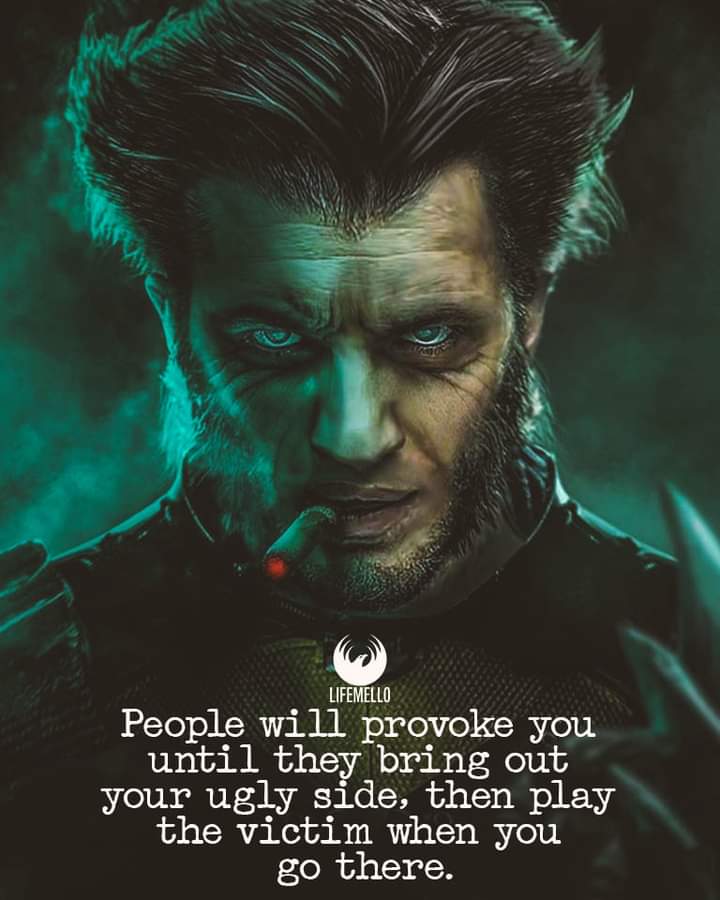 LIFEMELLO
People will provoke you
until they bring out
your ugly side, then play
the victim when you
go there.